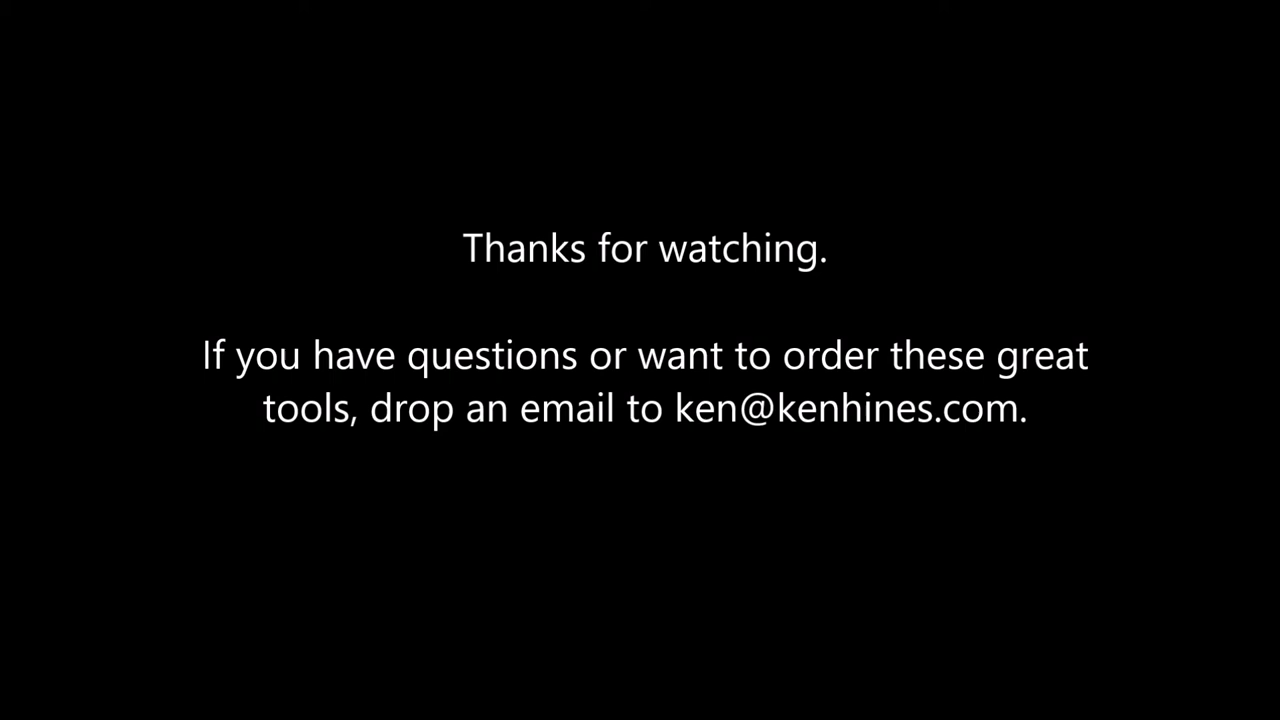 Thanks for watching.
If you have questions or want to order these great
tools, drop an email to ken@kenhines.com.